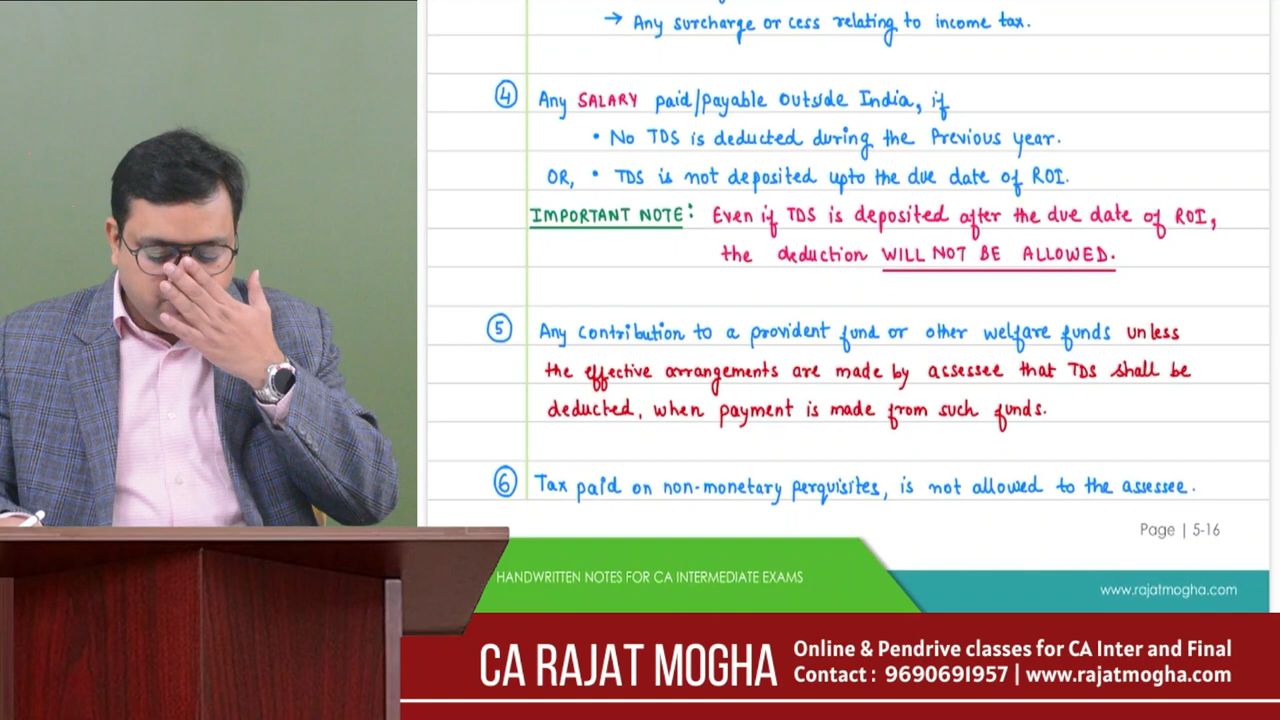 → Any surcharge or cess relating to income tax.
④ Any SALARY paid/payable outside India, if
• No TDS is deducted during the Previous year.
OR, • TDS is not deposited upto the due date of ROI.
IMPORTANT NOTE: Even if TDS is deposited after the due date of ROI,
the deduction WILL NOT BE ALLOWED.
⑤ Any contribution to a provident fund or other welfare funds unless
the effective arrangements are made by assessee that TDS shall be
deducted, when payment is made from such funds.
⑥ Tax paid on non-monetary perquisites, is not allowed to the assessee.
Page | 5-16
HANDWRITTEN NOTES FOR CA INTERMEDIATE EXAMS
www.rajatmogha.com
CA RAJAT MOGHA
Online & Pendrive classes for CA Inter and Final
Contact : 9690691957 | www.rajatmogha.com